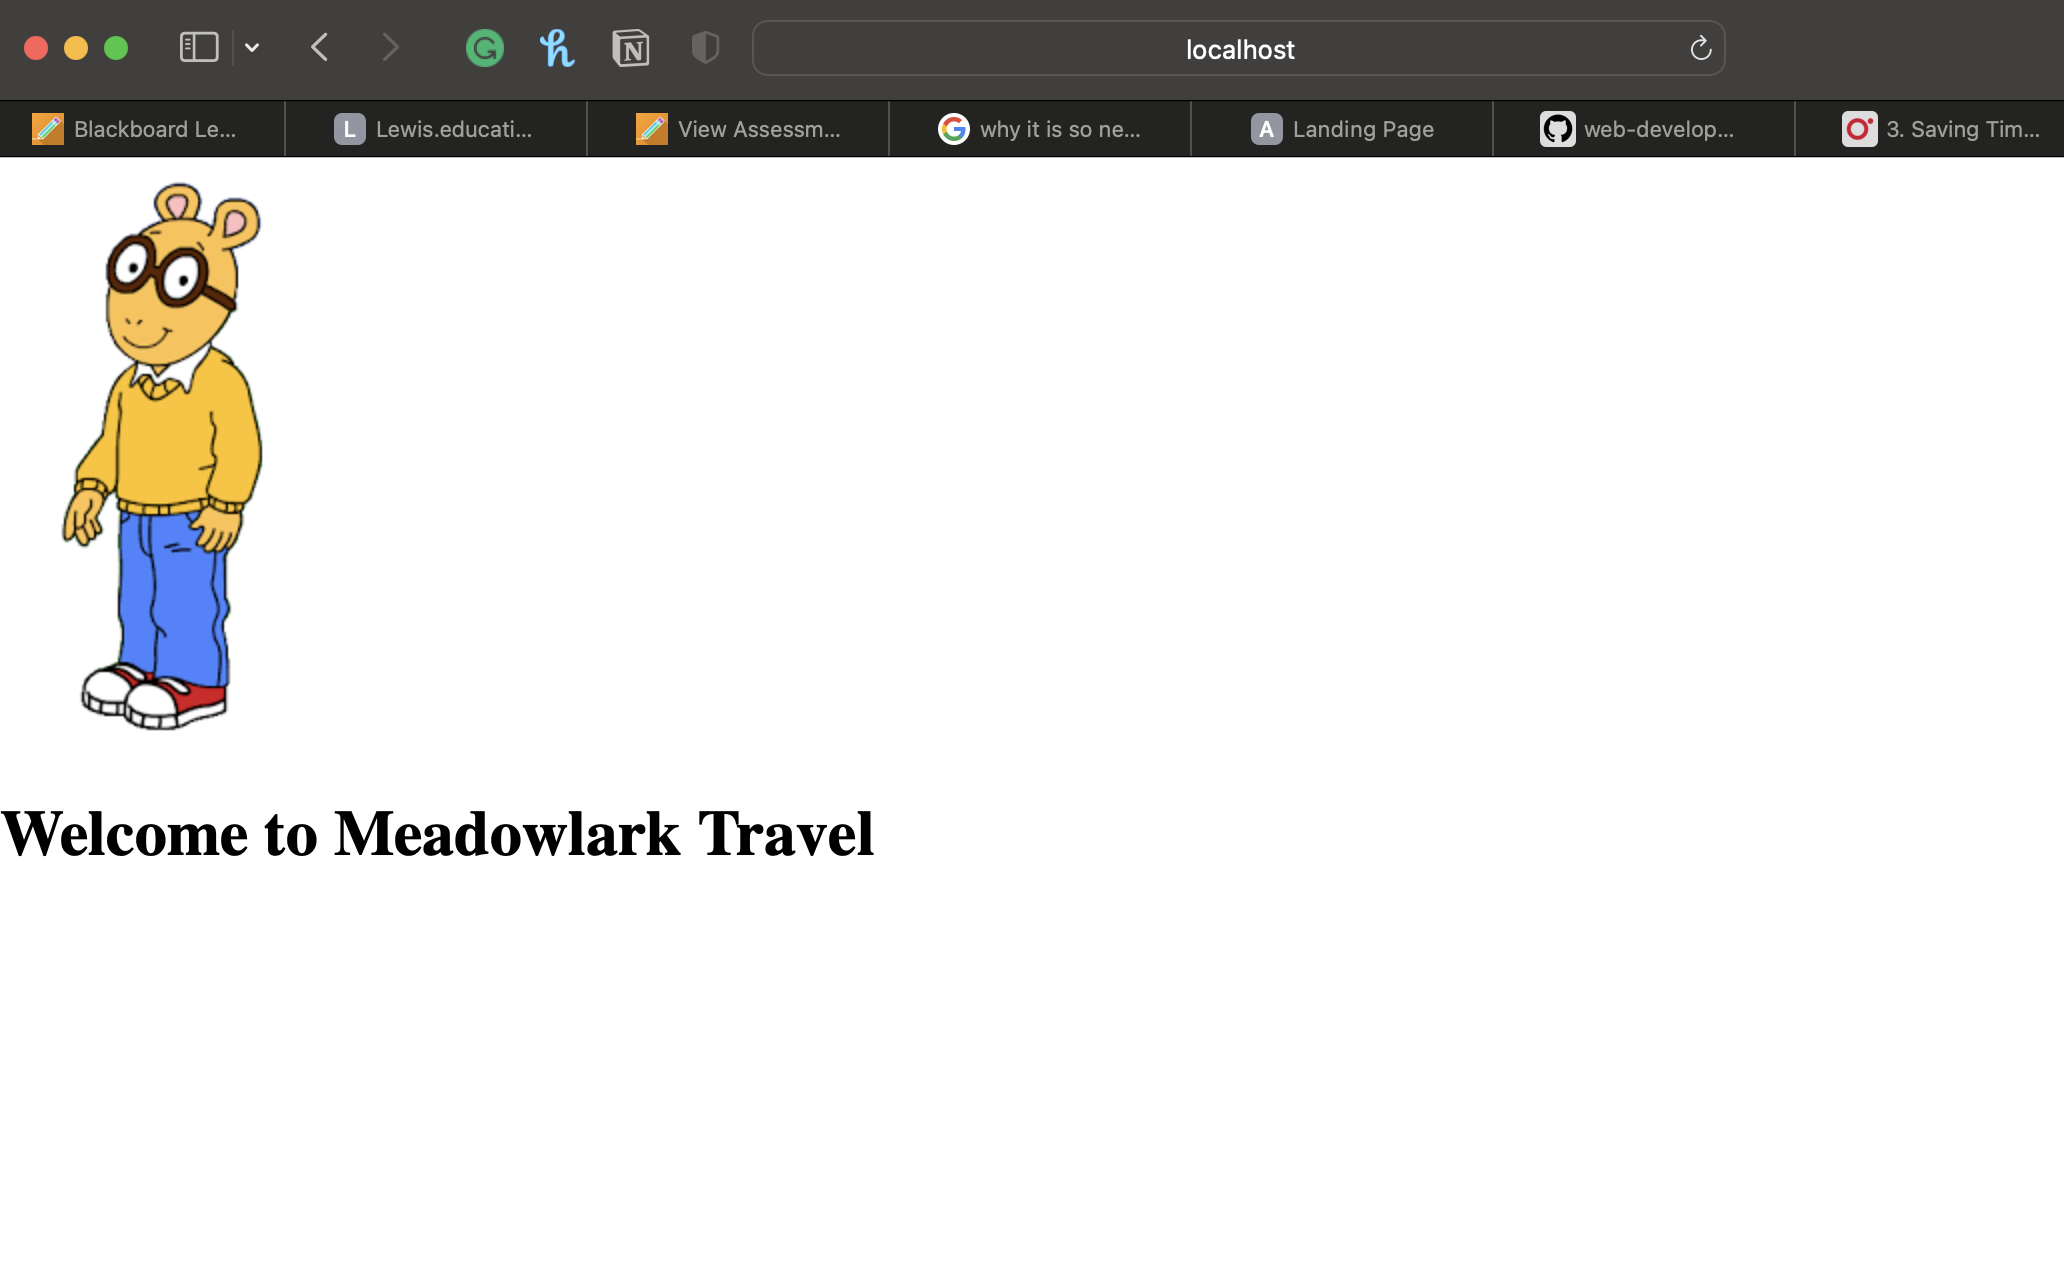 localhost
Blackboard Le...
L Lewis.educati...
View Assessm...
G why it is so ne...
A Landing Page
web-develop...
3. Saving Tim...
Welcome to Meadowlark Travel